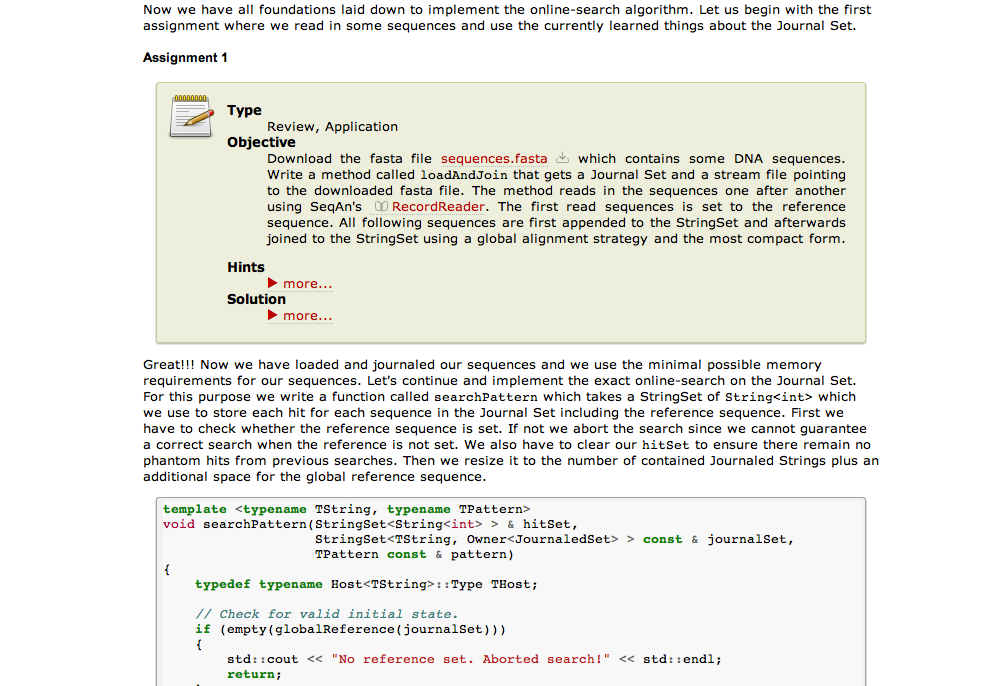 Now we have all foundations laid down to implement the online-search algorithm. Let us begin with the first
assignment where we read in some sequences and use the currently learned things about the Journal Set.
Assignment 1
Type
Review, Application
Objective
Download the fasta file sequences.fasta which contains some DNA sequences.
Write a method called loadAndJoin that gets a Journal Set and a stream file pointing
to the downloaded fasta file. The method reads in the sequences one after another
using SeqAn's RecordReader. The first read sequences is set to the reference
sequence. All following sequences are first appended to the StringSet and afterwards
joined to the StringSet using a global alignment strategy and the most compact form.
Hints
more...
Solution
more...
Great!!! Now we have loaded and journaled our sequences and we use the minimal possible memory
requirements for our sequences. Let's continue and implement the exact online-search on the Journal Set.
For this purpose we write a function called searchPattern which takes a StringSet of String<int> which
we use to store each hit for each sequence in the Journal Set including the reference sequence. First we
have to check whether the reference sequence is set. If not we abort the search since we cannot guarantee
a correct search when the reference is not set. We also have to clear our hitSet to ensure there remain no
phantom hits from previous searches. Then we resize it to the number of contained Journaled Strings plus an
additional space for the global reference sequence.
template <typename TString, typename TPattern>
void searchPattern(StringSet<String<int> > & hitSet,
StringSet<TString, Owner<JournaledSet> > const & journalSet,
TPattern const & pattern)
{
typedef typename Host<TString>::Type THost;
// Check for valid initial state.
if (empty(globalReference(journalSet)))
{
std::cout << "No reference set. Aborted search!" << std::endl;
return;